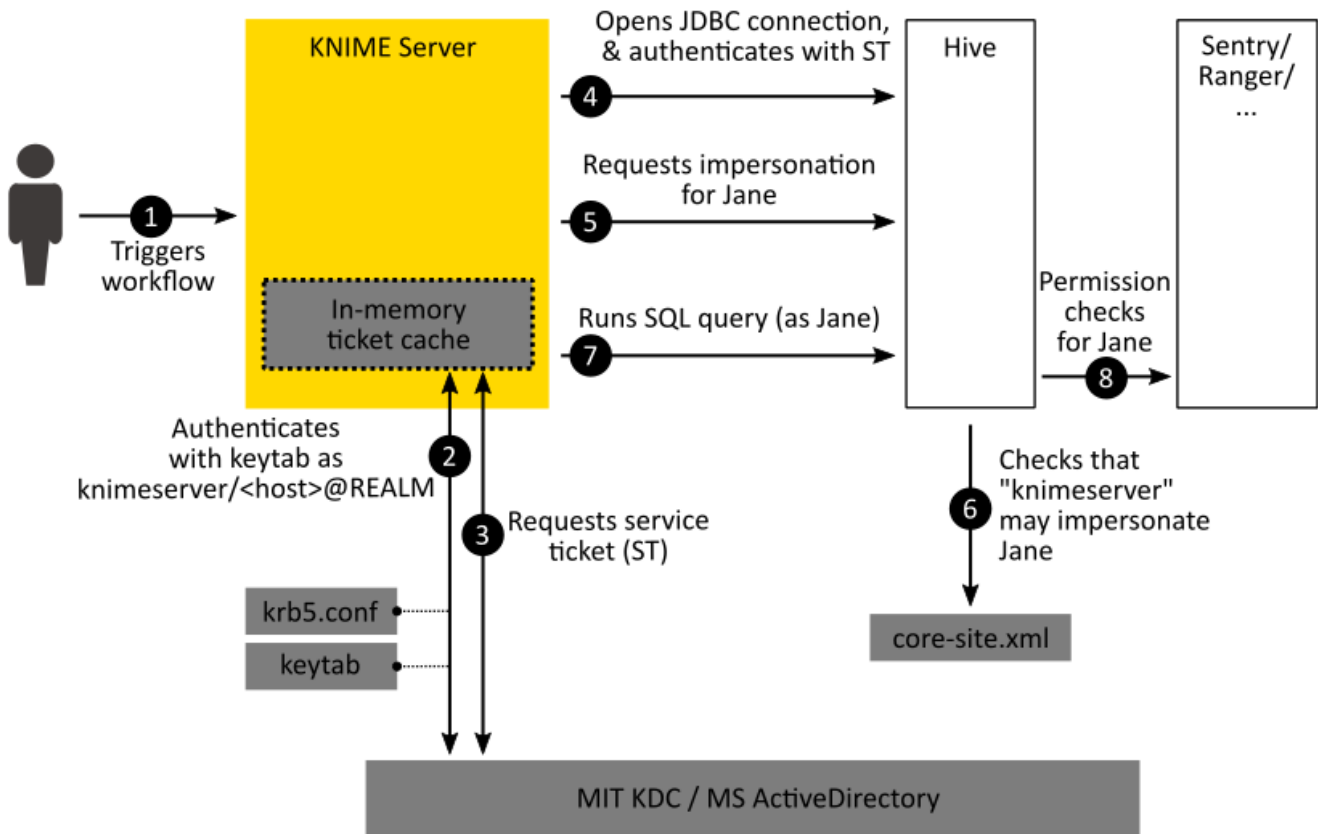 KNIME Server
Opens JDBC connection,
& authenticates with ST
4
Hive
Sentry/
Ranger/
...
1
Triggers
workflow
Requests impersonation
for Jane
5
In-memory
ticket cache
Runs SQL query (as Jane)
7
Permission
checks
for Jane
8
Authenticates
with keytab as
knimeserver/<host>@REALM
2
3
Requests service
ticket (ST)
6
Checks that
"knimeserver"
may impersonate
Jane
krb5.conf
keytab
core-site.xml
MIT KDC / MS ActiveDirectory